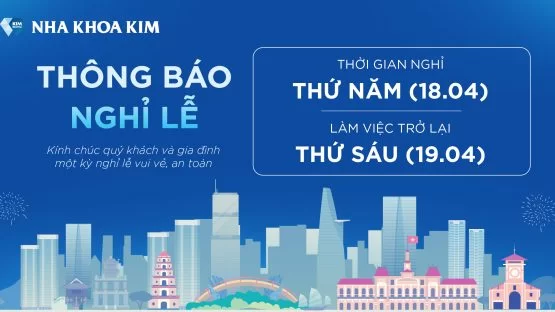 KIM
NHA KHOA KIM
THÔNG BÁO
NGHỈ LỄ
Kính chúc quý khách và gia đình
một kỳ nghỉ lễ vui vẻ, an toàn
THỜI GIAN NGHỈ
THỨ NĂM (18.04)
LÀM VIỆC TRỞ LẠI
THỨ SÁU (19.04)